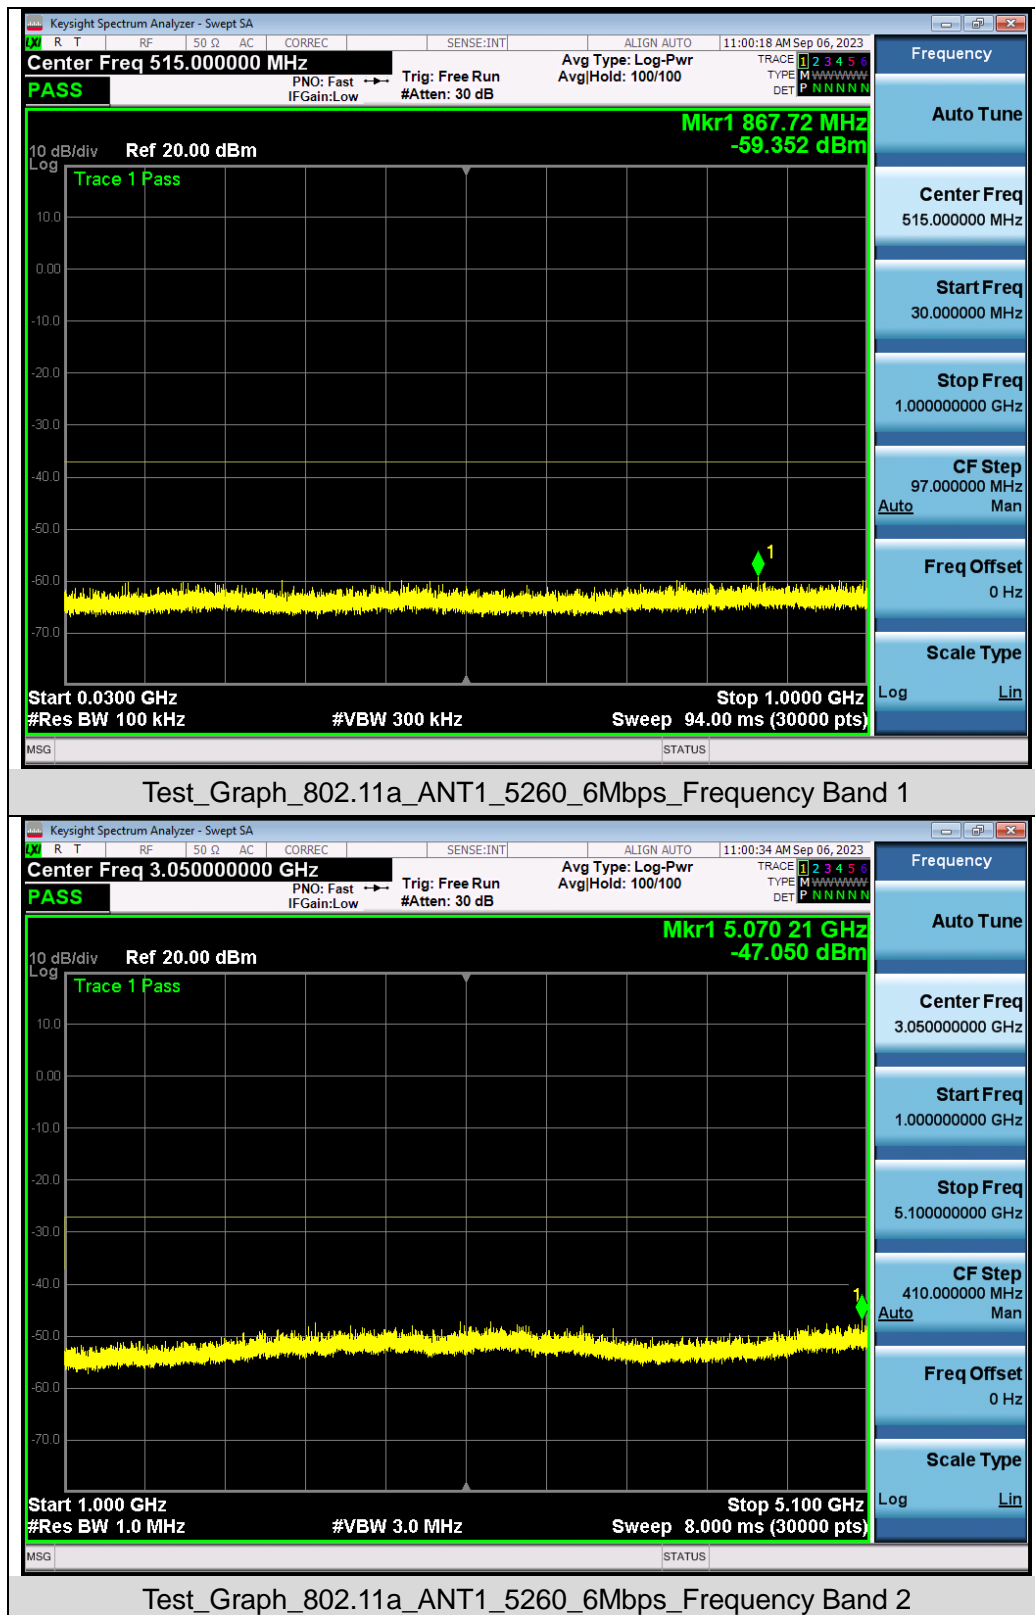 Keysight Spectrum Analyzer - Swept SA
LXI R T RF 50 Ω AC CORREC SENSE:INT ALIGN AUTO 11:00:18 AM Sep 06, 2023
Center Freq 515.000000 MHz
PASS
PNO: Fast
IFGain:Low
Trig: Free Run
#Atten: 30 dB
Avg Type: Log-Pwr
Avg|Hold: 100/100
TRACE 1 2 3 4 5 6
TYPE M WWWWW
DET P N N N N N
Mkr1 867.72 MHz
-59.352 dBm
10 dB/div Ref 20.00 dBm
Log
Trace 1 Pass
10.0
0.00
-10.0
-20.0
-30.0
-40.0
-50.0
1
-60.0
-70.0
Start 0.0300 GHz Stop 1.0000 GHz
#Res BW 100 kHz #VBW 300 kHz Sweep 94.00 ms (30000 pts)
MSG STATUS
Frequency
Auto Tune
Center Freq
515.000000 MHz
Start Freq
30.000000 MHz
Stop Freq
1.000000000 GHz
CF Step
97.000000 MHz
Auto Man
Freq Offset
0 Hz
Scale Type
Log Lin
Test_Graph_802.11a_ANT1_5260_6Mbps_Frequency Band 1
Keysight Spectrum Analyzer - Swept SA
LXI R T RF 50 Ω AC CORREC SENSE:INT ALIGN AUTO 11:00:34 AM Sep 06, 2023
Center Freq 3.050000000 GHz
PASS
PNO: Fast
IFGain:Low
Trig: Free Run
#Atten: 30 dB
Avg Type: Log-Pwr
Avg|Hold: 100/100
TRACE 1 2 3 4 5 6
TYPE M WWWWW
DET P N N N N N
Mkr1 5.070 21 GHz
-47.050 dBm
10 dB/div Ref 20.00 dBm
Log
Trace 1 Pass
10.0
0.00
-10.0
-20.0
-30.0
-40.0
1
-50.0
-60.0
-70.0
Start 1.000 GHz Stop 5.100 GHz
#Res BW 1.0 MHz #VBW 3.0 MHz Sweep 8.000 ms (30000 pts)
MSG STATUS
Frequency
Auto Tune
Center Freq
3.050000000 GHz
Start Freq
1.000000000 GHz
Stop Freq
5.100000000 GHz
CF Step
410.000000 MHz
Auto Man
Freq Offset
0 Hz
Scale Type
Log Lin
Test_Graph_802.11a_ANT1_5260_6Mbps_Frequency Band 2